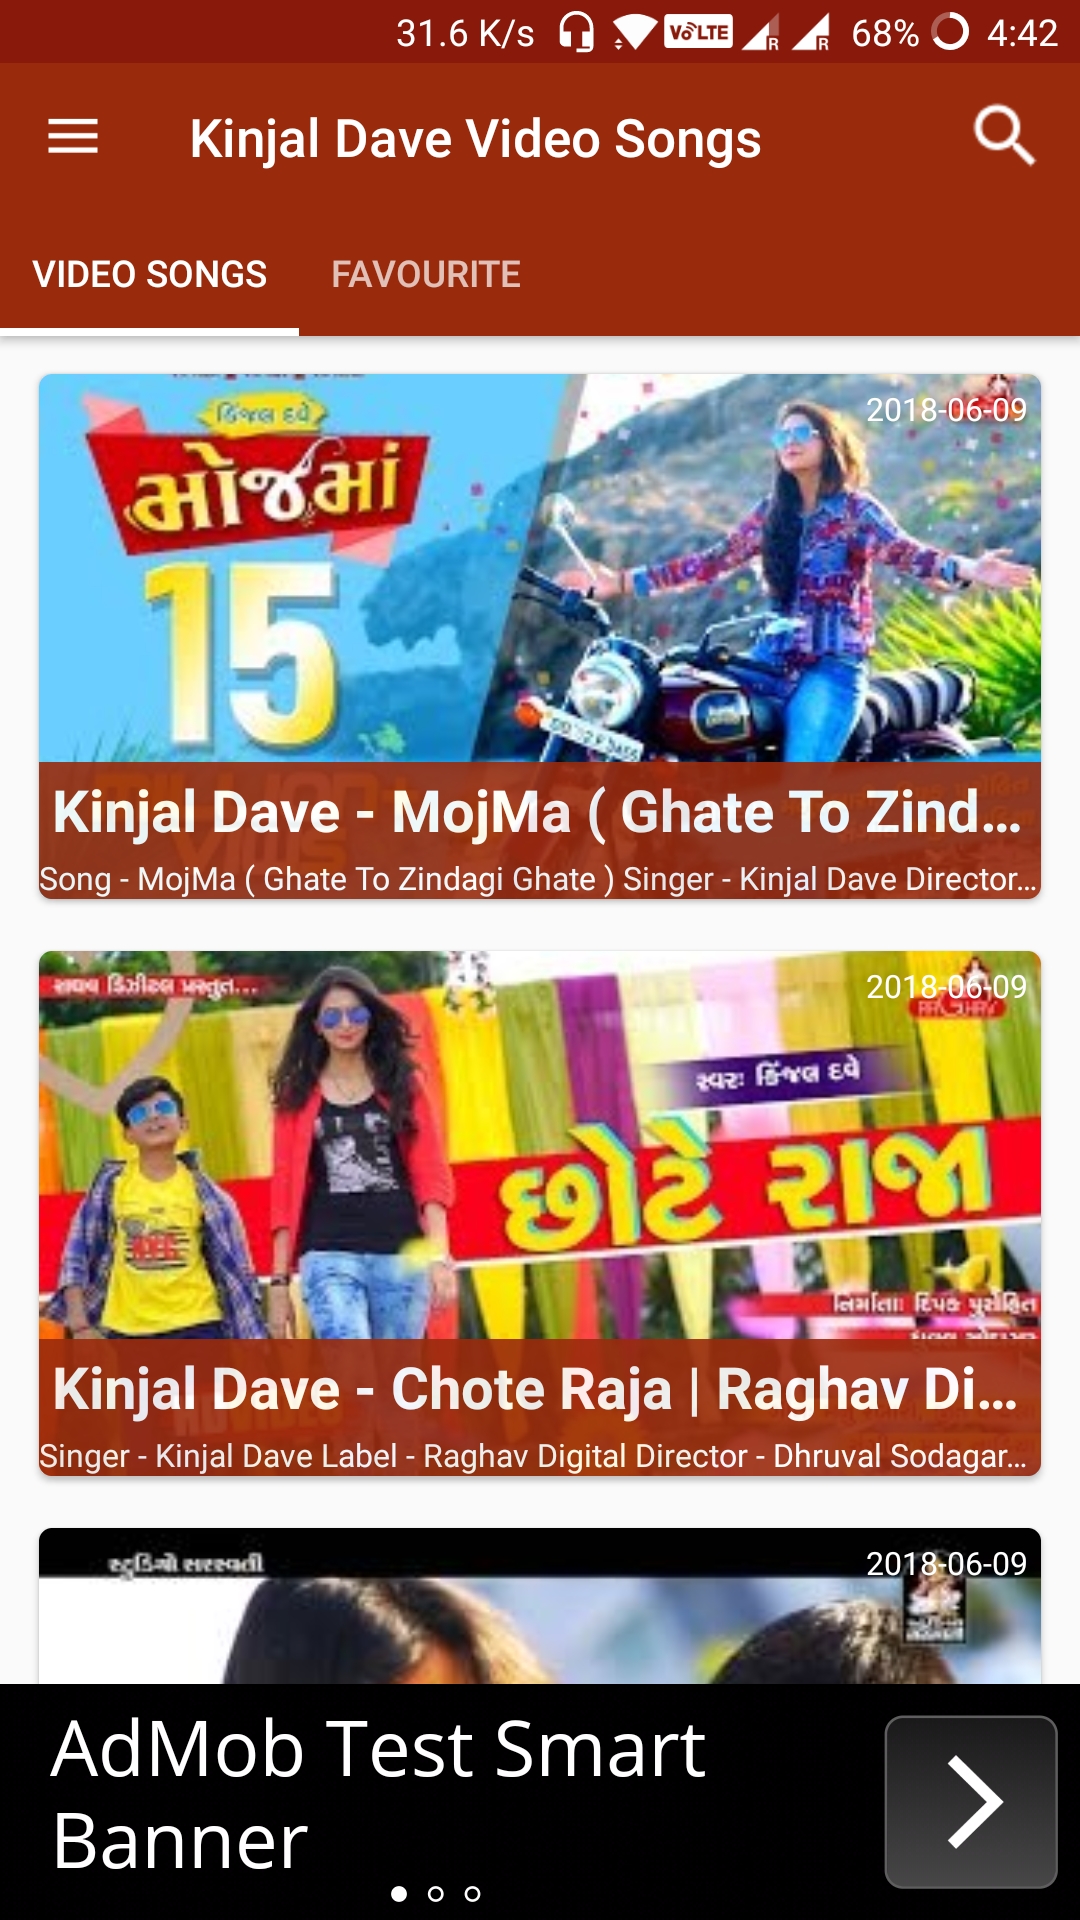 31.6 K/s VoLTE R R 68% 4:42
Kinjal Dave Video Songs
VIDEO SONGS FAVOURITE
2018-06-09
કિંજલ દવે
મોજમાં
15
Kinjal Dave - MojMa ( Ghate To Zind...
Song - MojMa ( Ghate To Zindagi Ghate ) Singer - Kinjal Dave Director...
2018-06-09
રાઘવ ડિજીટલ પ્રસ્તુત...
સ્વરઃ કિંજલ દવે
છોટે રાજા
નિર્માતાઃ દિપક પુરોહિત
Kinjal Dave - Chote Raja | Raghav Di...
Singer - Kinjal Dave Label - Raghav Digital Director - Dhruval Sodagar...
સ્ટુડિયો સરસ્વતી
2018-06-09
AdMob Test Smart
Banner